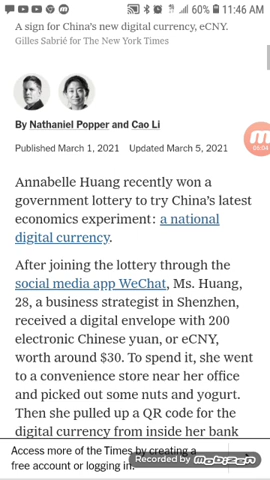 60% 11:46 AM
A sign for China's new digital currency, eCNY.
Gilles Sabrié for The New York Times
By Nathaniel Popper and Cao Li
Published March 1, 2021 Updated March 5, 2021
00:04
Annabelle Huang recently won a
government lottery to try China's latest
economics experiment: a national
digital currency.
After joining the lottery through the
social media app WeChat, Ms. Huang,
28, a business strategist in Shenzhen,
received a digital envelope with 200
electronic Chinese yuan, or eCNY,
worth around $30. To spend it, she went
to a convenience store near her office
and picked out some nuts and yogurt.
Then she pulled up a QR code for the
digital currency from inside her bank
Access more of the Times by creating a
free account or logging in.
Recorded by mobizen